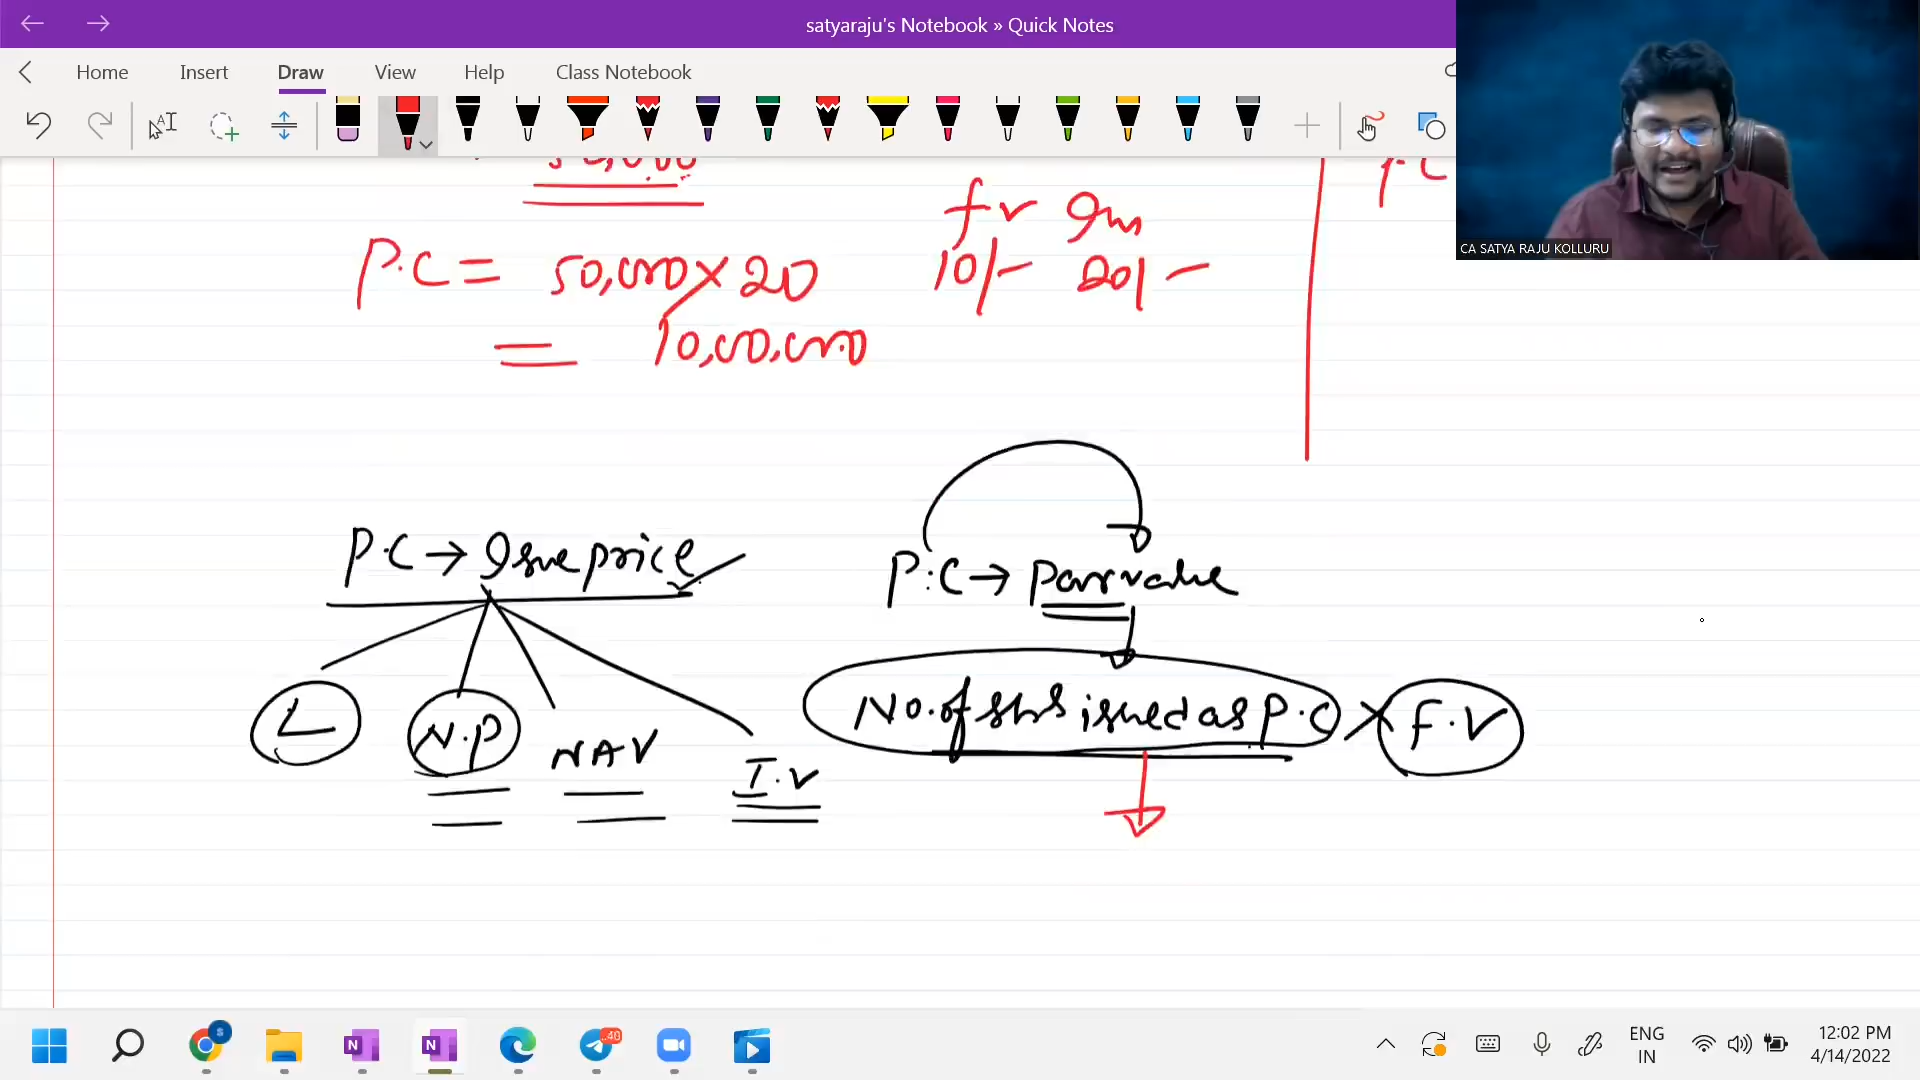 satyaraju's Notebook » Quick Notes
Home Insert Draw View Help Class Notebook
CA SATYA RAJU KOLLURU
fv
10/- 20/-
P.C = 50,000 × 20
= 10,00,000
P.C → Issue price
P.C → Par value
L N.P NAV I.V
No. of shs issued as P.C × F.V
40
ENG
IN
12:02 PM
4/14/2022